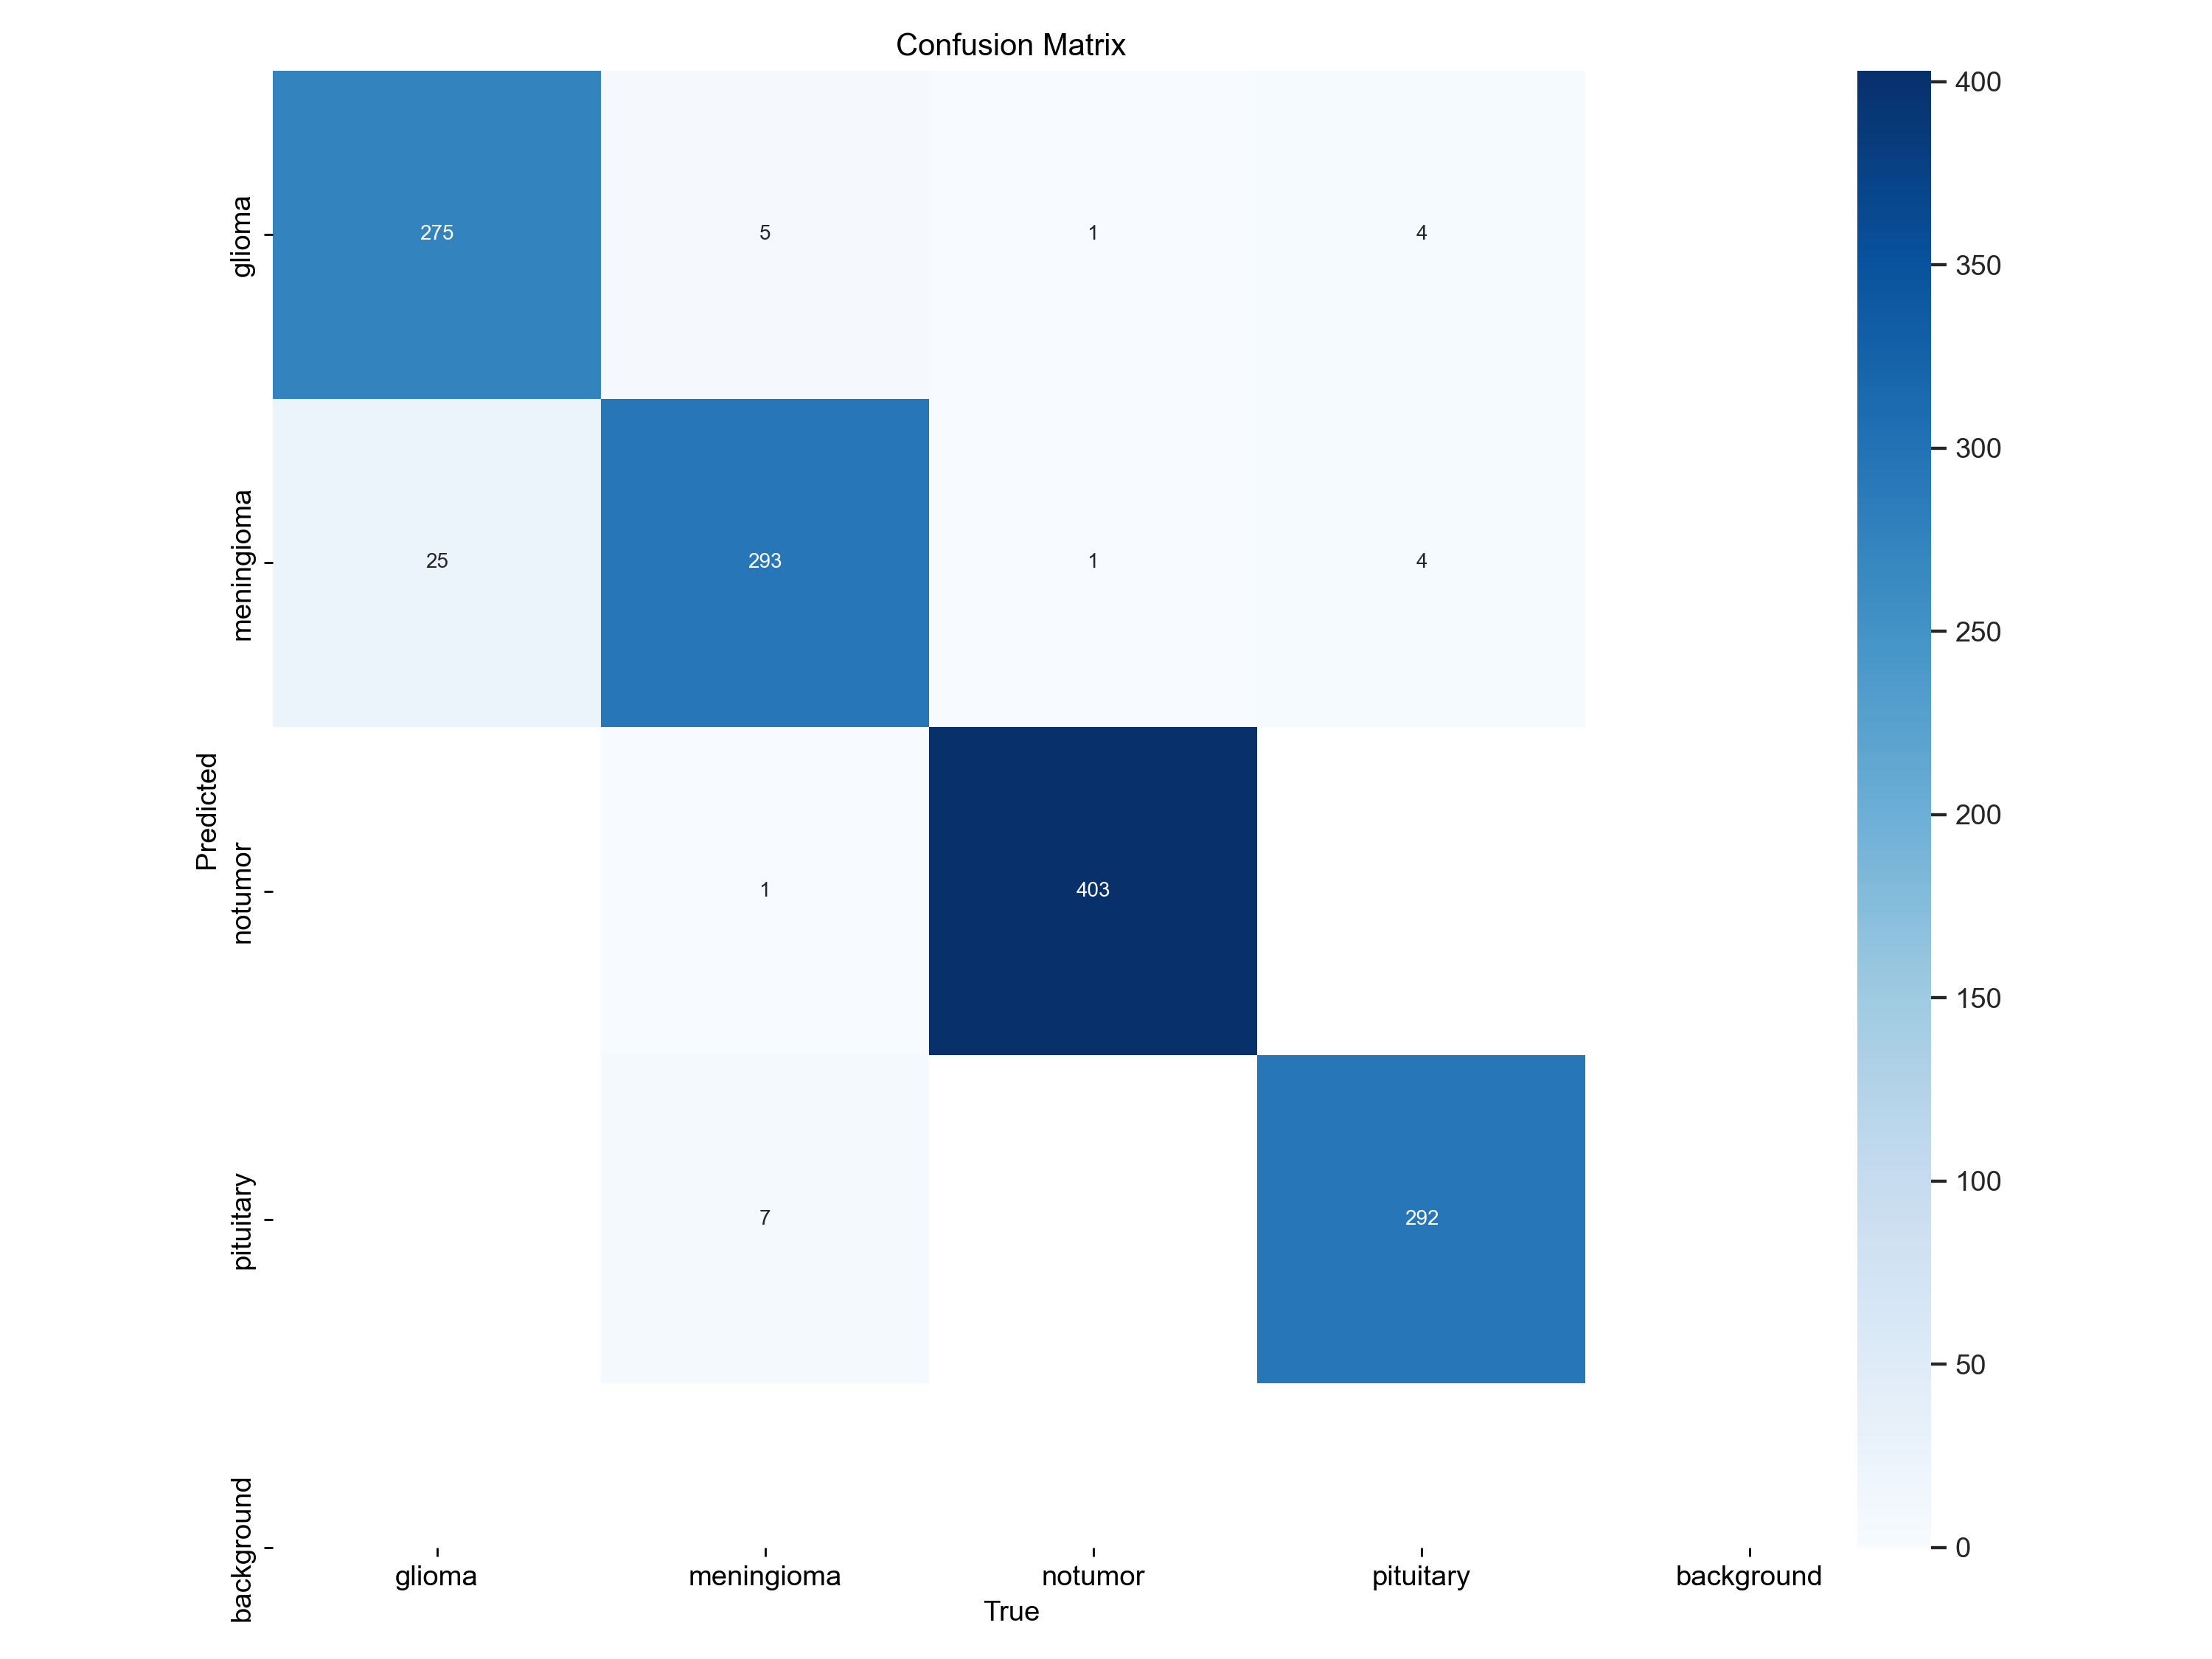 Confusion Matrix
glioma
275
5
1
4
meningioma
25
293
1
4
notumor
1
403
pituitary
7
292
background
Predicted
glioma
meningioma
notumor
pituitary
background
True
400
350
300
250
200
150
100
50
0